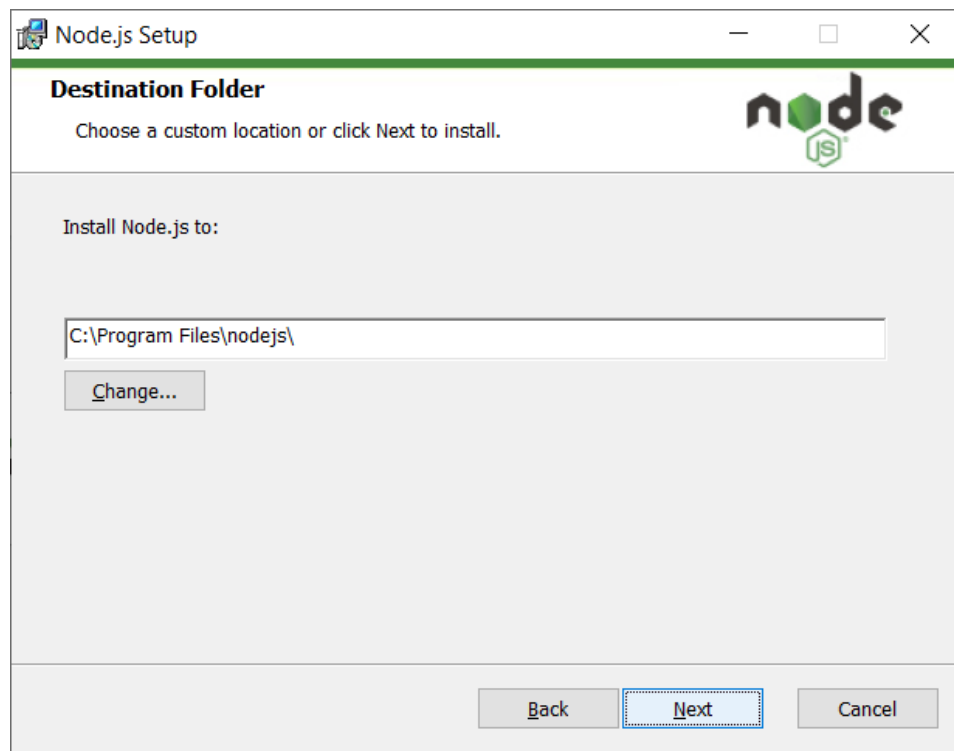 Node.js Setup
Destination Folder
Choose a custom location or click Next to install.
node
JS
Install Node.js to:
C:\Program Files\nodejs\
Change...
Back
Next
Cancel